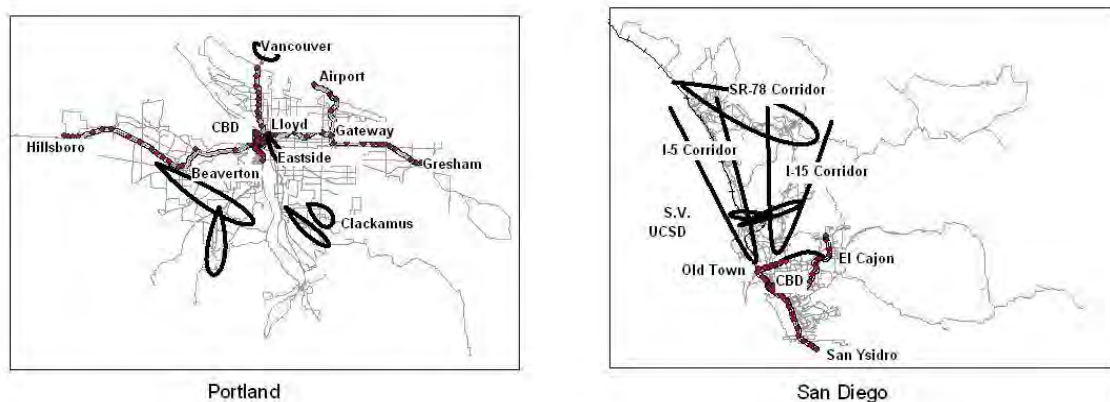 Vancouver
Airport
CBD
Lloyd
Gateway
Hillsboro
Eastside
Gresham
Beaverton
Clackamus
Portland
SR-78 Corridor
I-5 Corridor
I-15 Corridor
S.V.
UCSD
Old Town
El Cajon
CBD
San Ysidro
San Diego